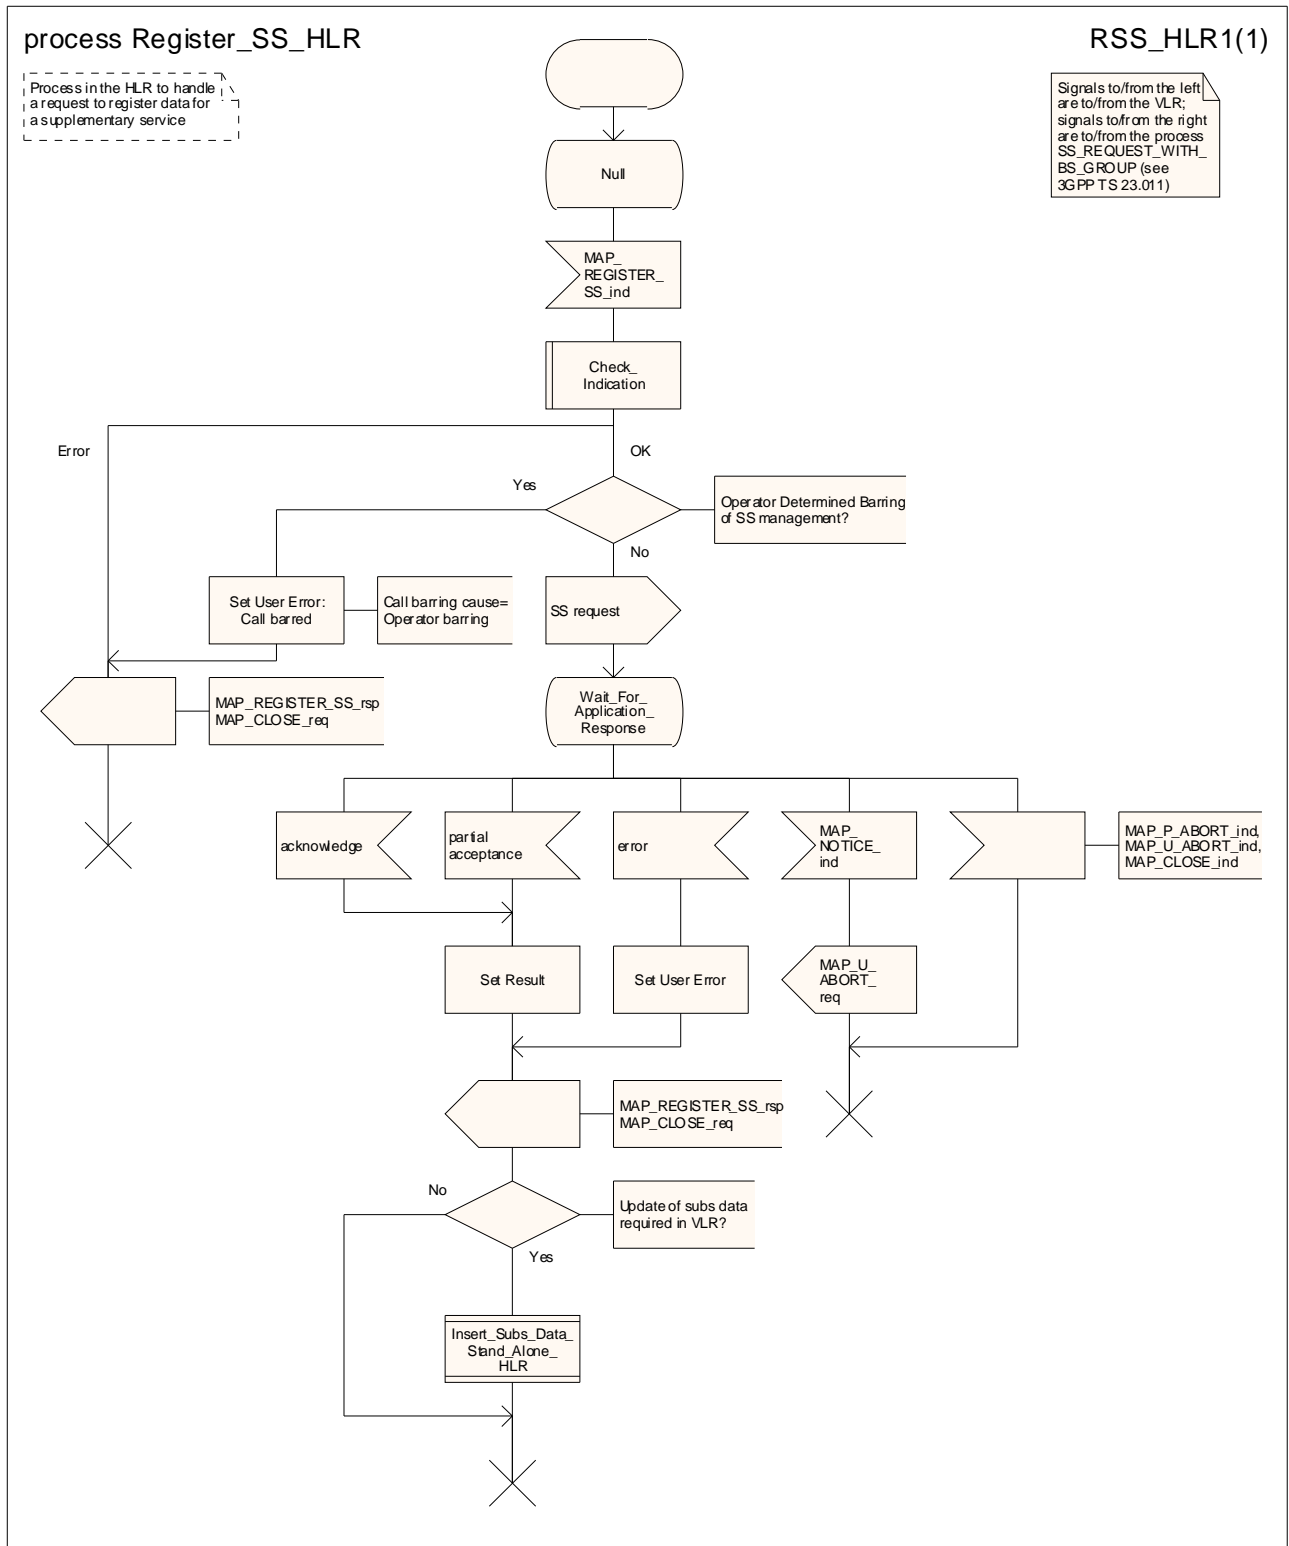 process Register_SS_HLR
RSS_HLR1(1)
Process in the HLR to handle
a request to register data for
a supplementary service
Signals to/from the left
are to/from the VLR;
signals to/from the right
are to/from the process
SS_REQUEST_WITH_
BS_GROUP (see
3GPP TS 23.011)
Null
MAP_
REGISTER_
SS_ind
Check_
Indication
Error
OK
Yes
Operator Determined Barring
of SS management?
No
Set User Error:
Call barred
Call barring cause=
Operator barring
SS request
MAP_REGISTER_SS_rsp
MAP_CLOSE_req
Wait_For_
Application_
Response
acknowledge
partial
acceptance
error
MAP_
NOTICE_
ind
MAP_P_ABORT_ind,
MAP_U_ABORT_ind,
MAP_CLOSE_ind
Set Result
Set User Error
MAP_U_
ABORT_
req
MAP_REGISTER_SS_rsp
MAP_CLOSE_req
No
Update of subs data
required in VLR?
Yes
Insert_Subs_Data_
Stand_Alone_
HLR